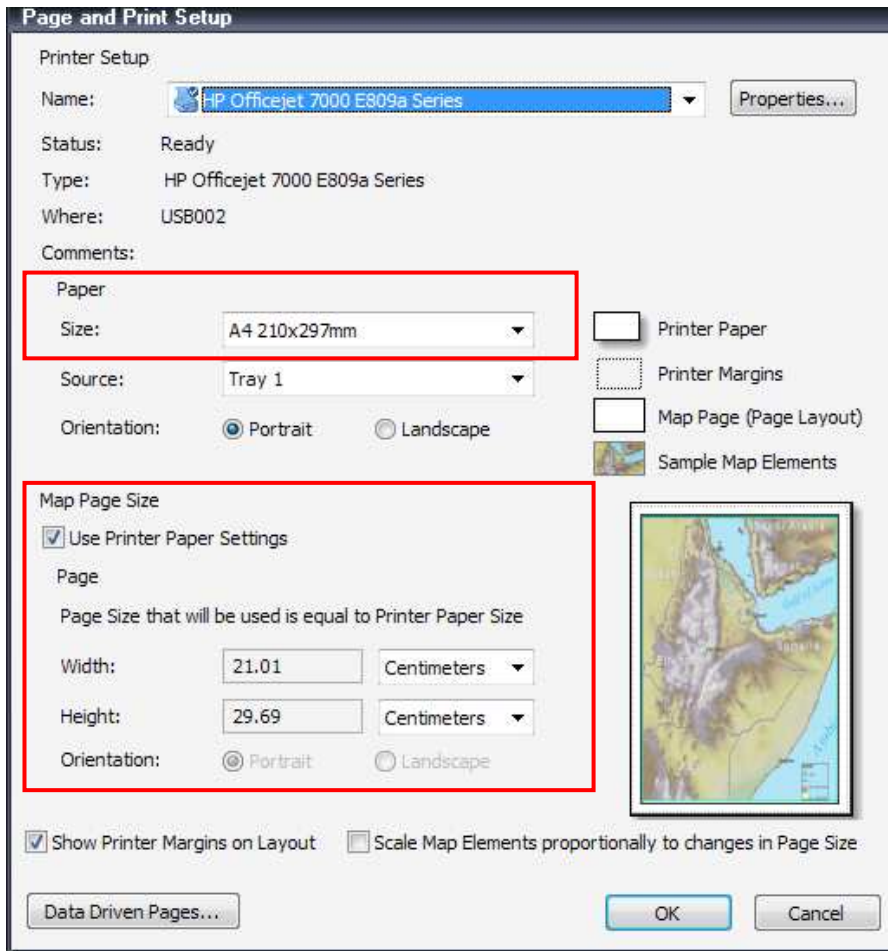 Page and Print Setup
Printer Setup
Name: HP Officejet 7000 E809a Series Properties...
Status: Ready
Type: HP Officejet 7000 E809a Series
Where: USB002
Comments:
Paper
Size: A4 210x297mm Printer Paper
Source: Tray 1 Printer Margins
Orientation: Portrait Landscape Map Page (Page Layout)
Sample Map Elements
Map Page Size
Use Printer Paper Settings
Page
Page Size that will be used is equal to Printer Paper Size
Width: 21.01 Centimeters
Height: 29.69 Centimeters
Orientation: Portrait Landscape
Show Printer Margins on Layout Scale Map Elements proportionally to changes in Page Size
Data Driven Pages... OK Cancel